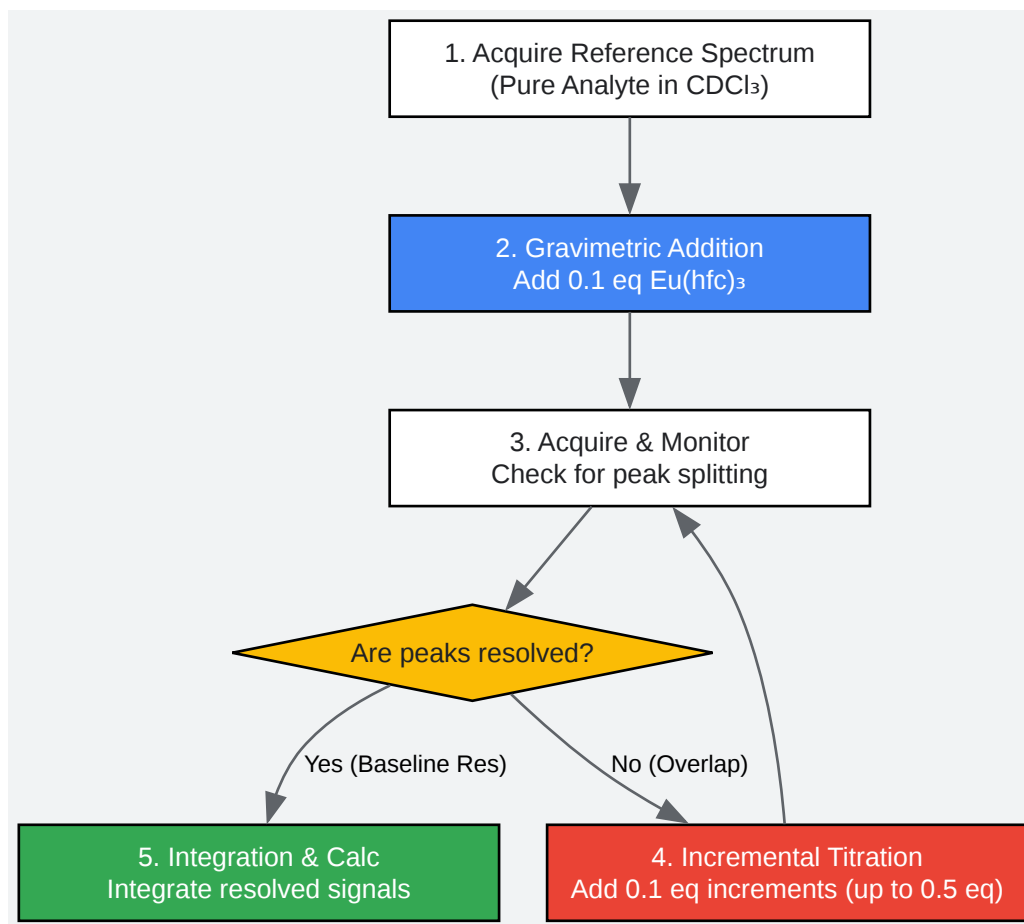 1. Acquire Reference Spectrum
(Pure Analyte in CDCl₃)
2. Gravimetric Addition
Add 0.1 eq Eu(hfc)₃
3. Acquire & Monitor
Check for peak splitting
Are peaks resolved?
Yes (Baseline Res)
No (Overlap)
5. Integration & Calc
Integrate resolved signals
4. Incremental Titration
Add 0.1 eq increments (up to 0.5 eq)